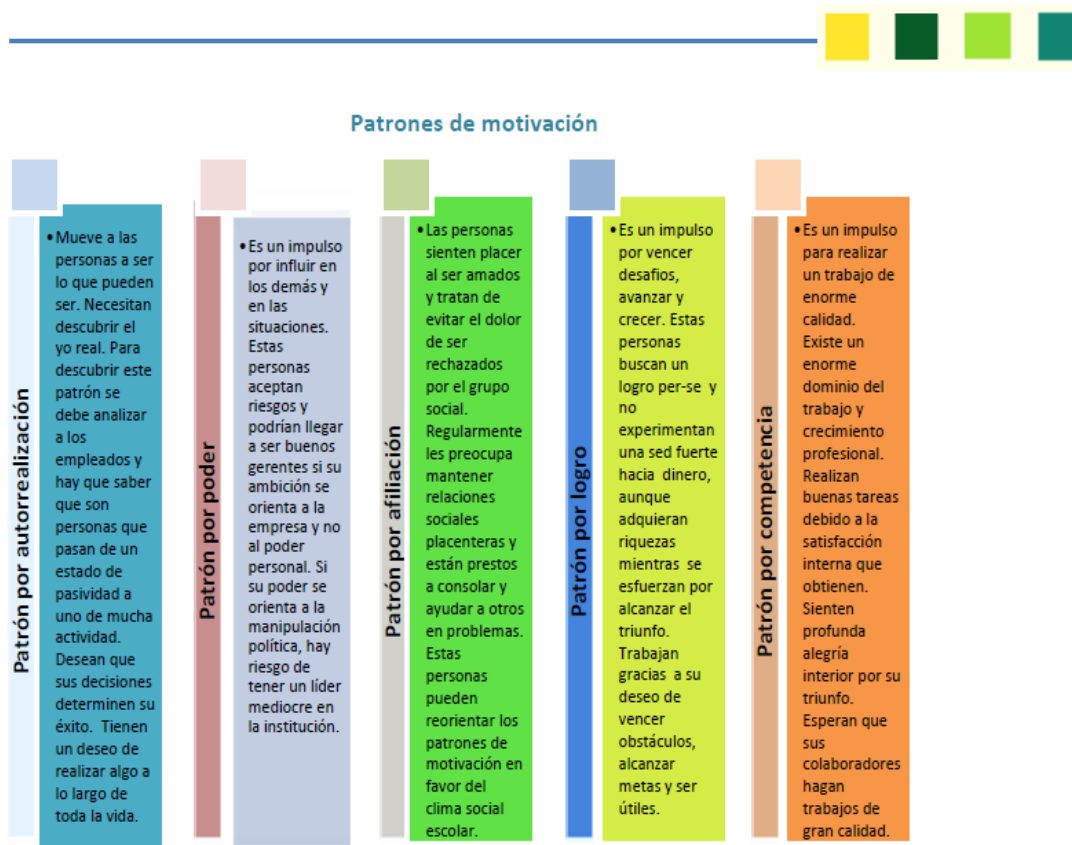 Patrones de motivación
Patrón por autorrealización
• Mueve a las
personas a ser
lo que pueden
ser. Necesitan
descubrir el
yo real. Para
descubrir este
patrón se
debe analizar
a los
empleados y
hay que saber
que son
personas que
pasan de un
estado de
pasividad a
uno de mucha
actividad.
Desean que
sus decisiones
determinen su
éxito. Tienen
un deseo de
realizar algo a
lo largo de
toda la vida.
Patrón por poder
• Es un impulso
por influir en
los demás y
en las
situaciones.
Estas
personas
aceptan
riesgos y
podrían llegar
a ser buenos
gerentes si su
ambición se
orienta a la
empresa y no
al poder
personal. Si
su poder se
orienta a la
manipulación
política, hay
riesgo de
tener un líder
mediocre en
la institución.
Patrón por afiliación
• Las personas
sienten placer
al ser amados
y tratan de
evitar el dolor
de ser
rechazados
por el grupo
social.
Regularmente
les preocupa
mantener
relaciones
sociales
placenteras y
están prestos
a consolar y
ayudar a otros
en problemas.
Estas
personas
pueden
reorientar los
patrones de
motivación en
favor del
clima social
escolar.
Patrón por logro
• Es un impulso
por vencer
desafios,
avanzar y
crecer. Estas
personas
buscan un
logro per-se y
no
experimentan
una sed fuerte
hacia dinero,
aunque
adquieran
riquezas
mientras se
esfuerzan por
alcanzar el
triunfo.
Trabajan
gracias a su
deseo de
vencer
obstáculos,
alcanzar
metas y ser
útiles.
Patrón por competencia
• Es un impulso
para realizar
un trabajo de
enorme
calidad.
Existe un
enorme
dominio del
trabajo y
crecimiento
profesional.
Realizan
buenas tareas
debido a la
satisfacción
interna que
obtienen.
Sienten
profunda
alegría
interior por su
triunfo.
Esperan que
sus
colaboradores
hagan
trabajos de
gran calidad.